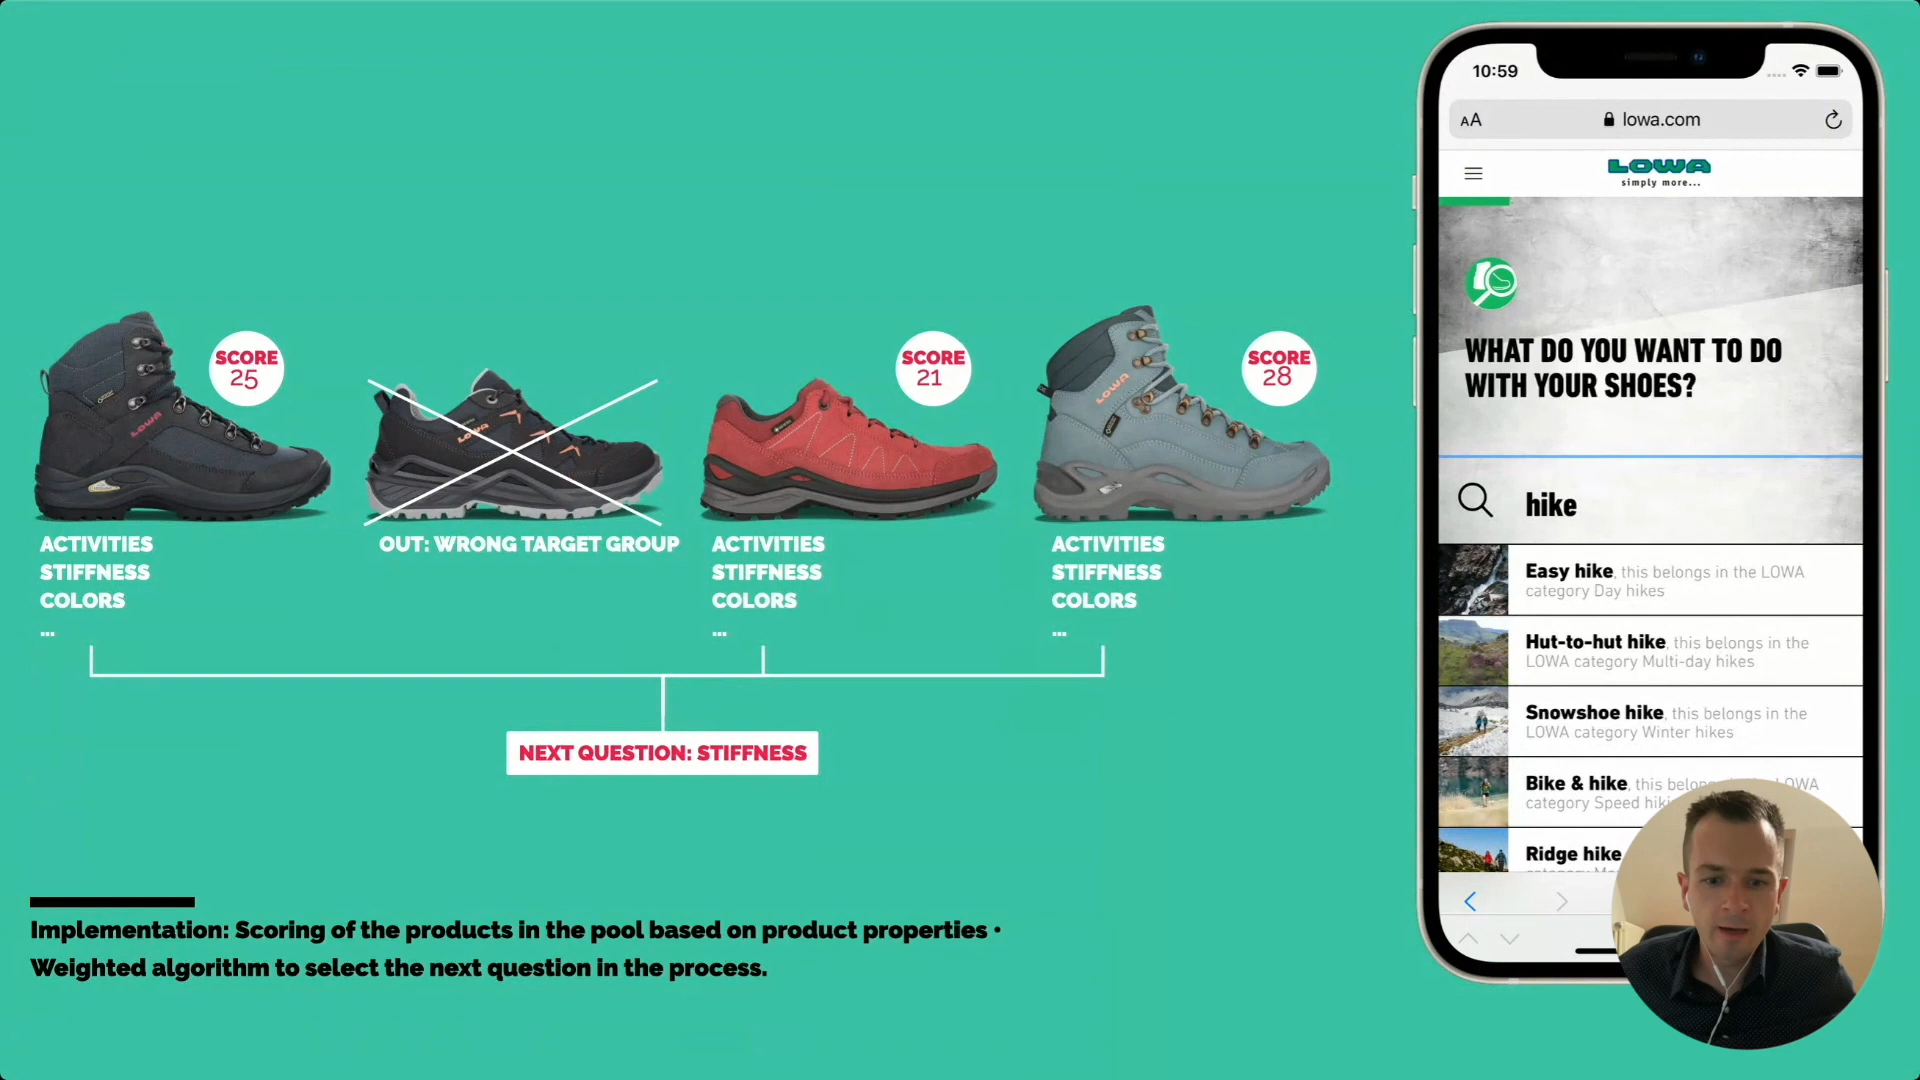 SCORE
25
SCORE
21
SCORE
28
LOWA
LOWA
LOWA
ACTIVITIES
STIFFNESS
COLORS
...
OUT: WRONG TARGET GROUP
ACTIVITIES
STIFFNESS
COLORS
...
ACTIVITIES
STIFFNESS
COLORS
...
NEXT QUESTION: STIFFNESS
Implementation: Scoring of the products in the pool based on product properties •
Weighted algorithm to select the next question in the process.
10:59
AA lowa.com
LOWA
simply more...
WHAT DO YOU WANT TO DO
WITH YOUR SHOES?
hike
Easy hike, this belongs in the LOWA
category Day hikes
Hut-to-hut hike, this belongs in the
LOWA category Multi-day hikes
Snowshoe hike, this belongs in the
LOWA category Winter hikes
Bike & hike, this LOWA
category Speed
Ridge hike
category